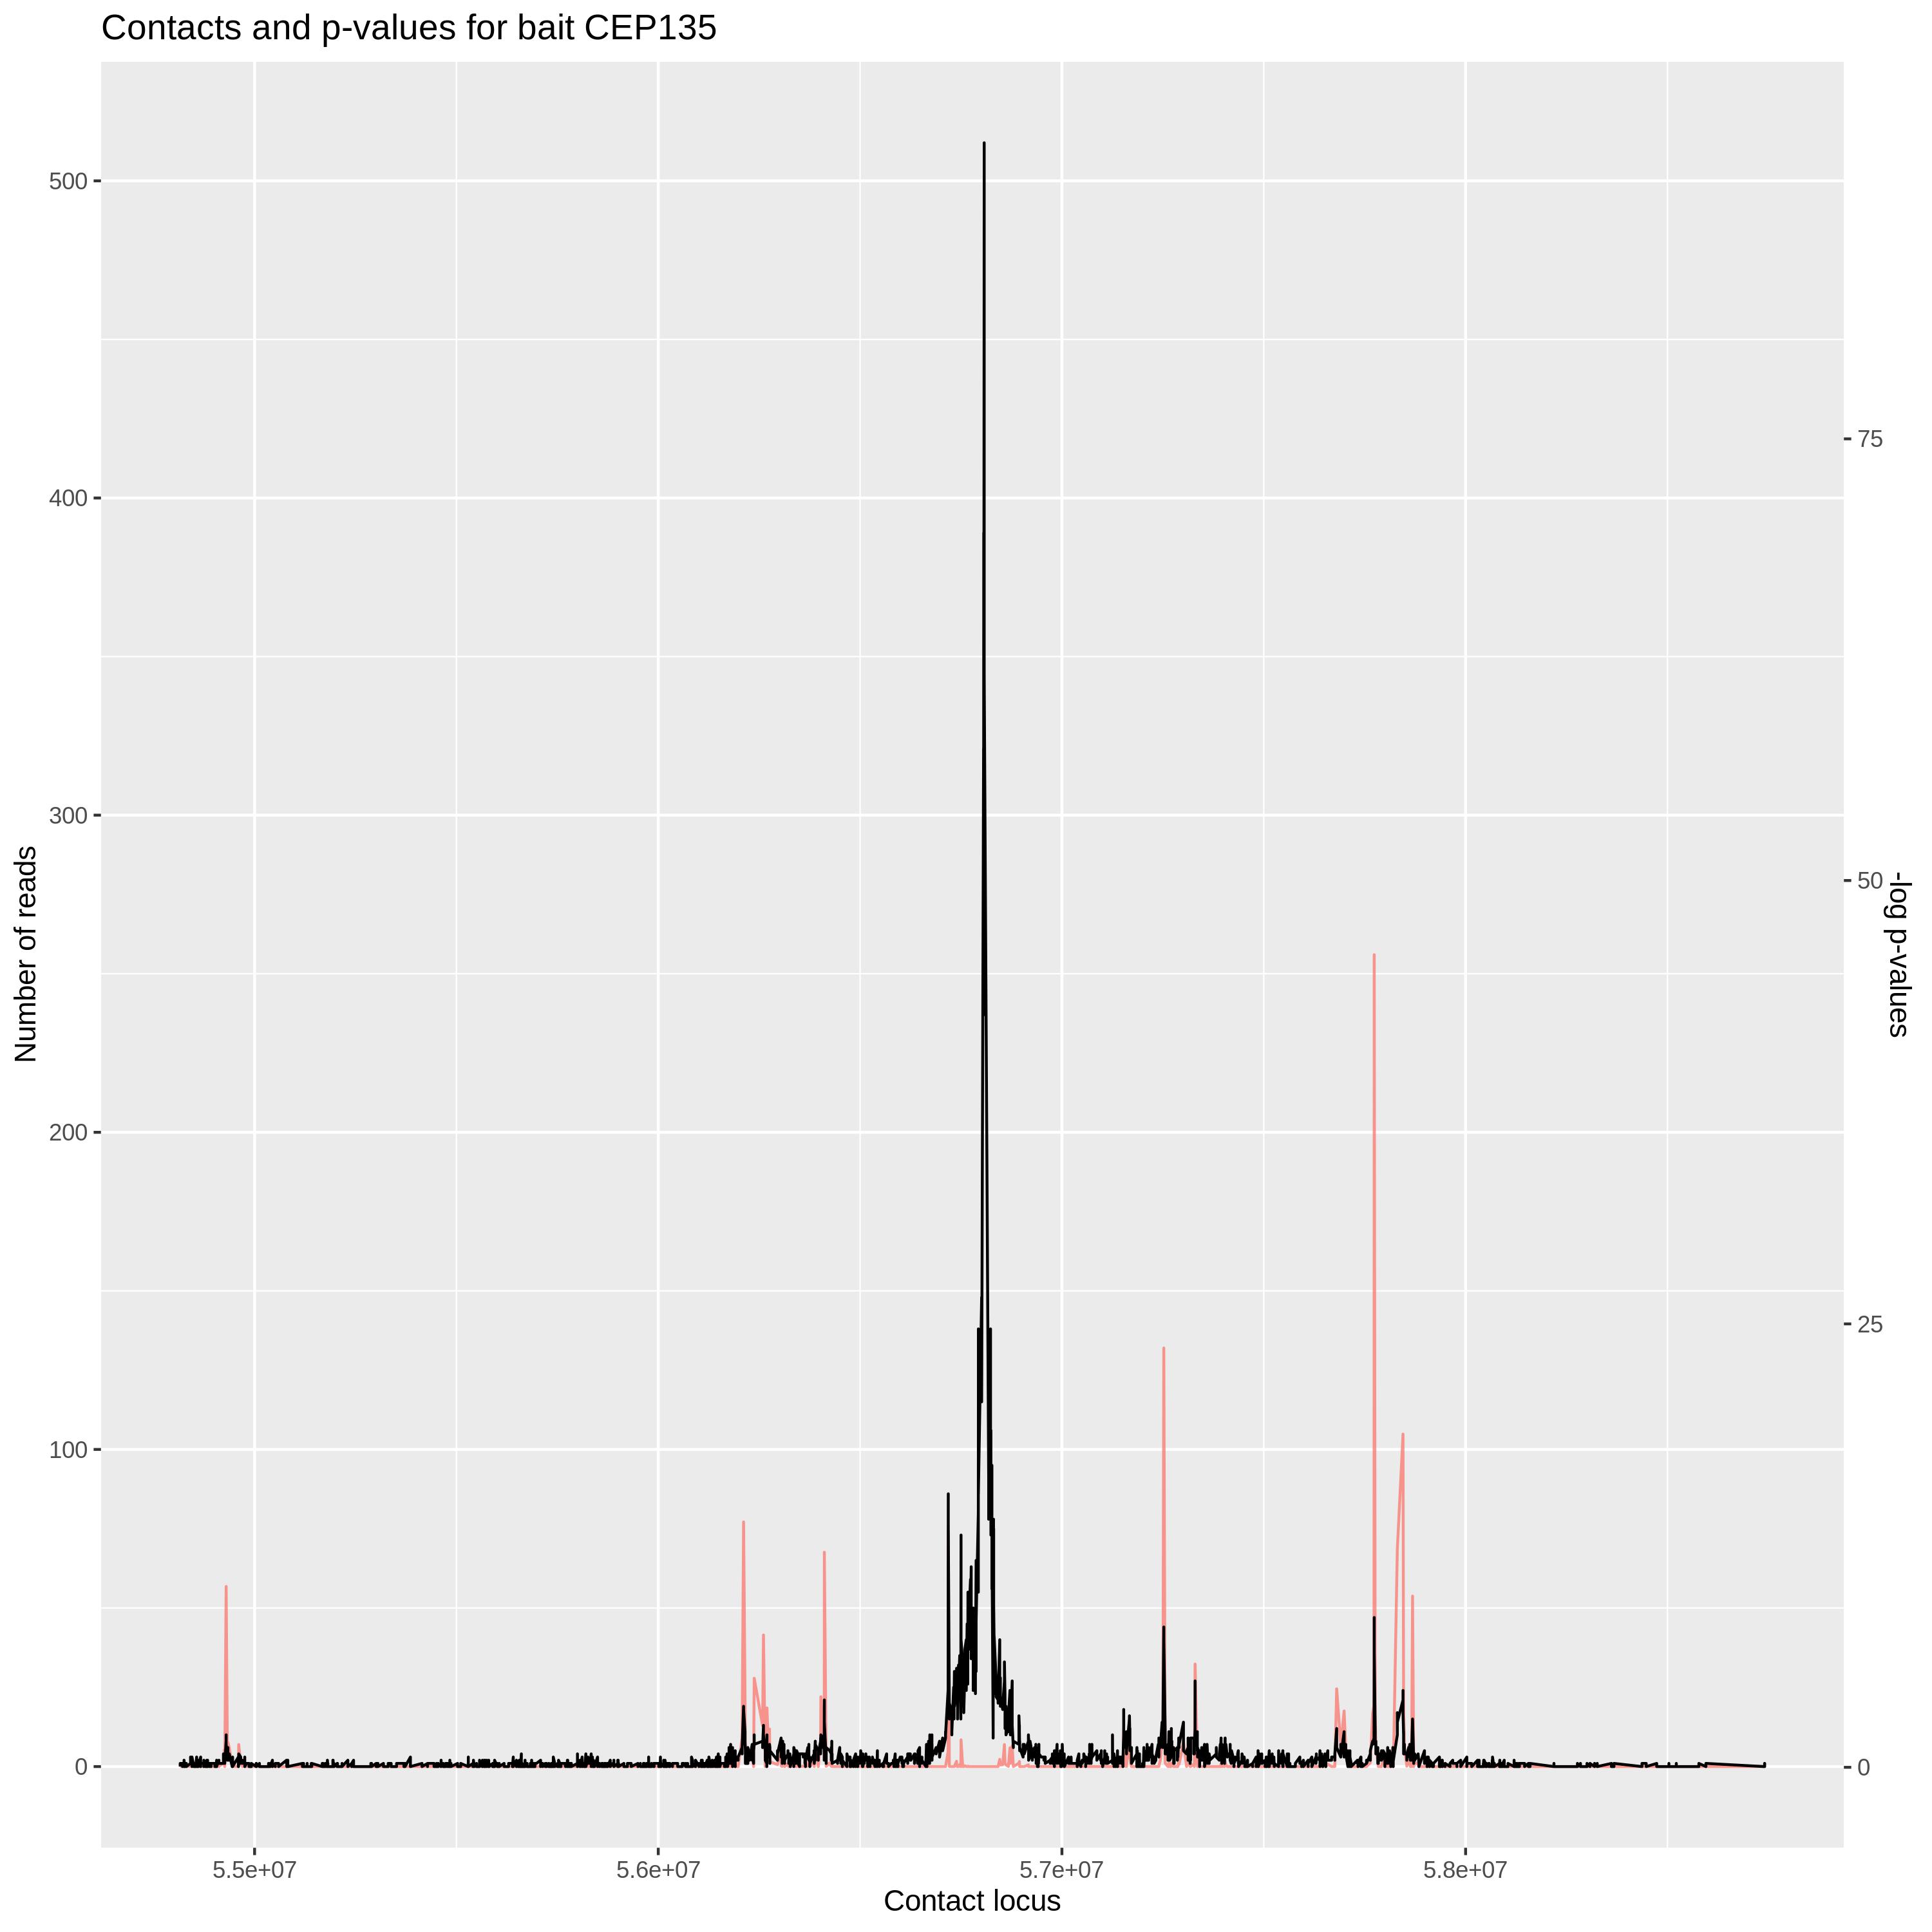 Contacts and p-values for bait CEP135
500
400
300
200
100
0
Number of reads
75
50
25
0
-log p-values
5.5e+07
5.6e+07
5.7e+07
5.8e+07
Contact locus